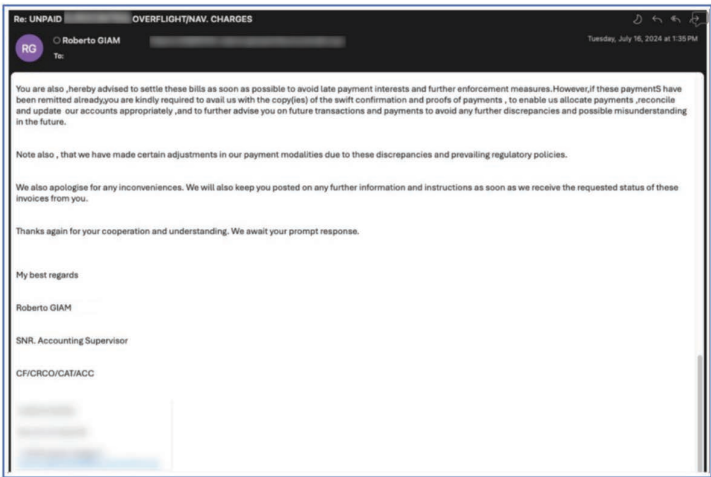 Re: UNPAID OVERFLIGHT/NAV. CHARGES
RG
Roberto GIAM
To:
Tuesday, July 16, 2024 at 1:35 PM
You are also ,hereby advised to settle these bills as soon as possible to avoid late payment interests and further enforcement measures.However,if these paymentS have
been remitted already,you are kindly required to avail us with the copy(ies) of the swift confirmation and proofs of payments , to enable us allocate payments ,reconcile
and update our accounts appropriately ,and to further advise you on future transactions and payments to avoid any further discrepancies and possible misunderstanding
in the future.
Note also , that we have made certain adjustments in our payment modalities due to these discrepancies and prevailing regulatory policies.
We also apologise for any inconveniences. We will also keep you posted on any further information and instructions as soon as we receive the requested status of these
invoices from you.
Thanks again for your cooperation and understanding. We await your prompt response.
My best regards
Roberto GIAM
SNR. Accounting Supervisor
CF/CRCO/CAT/ACC